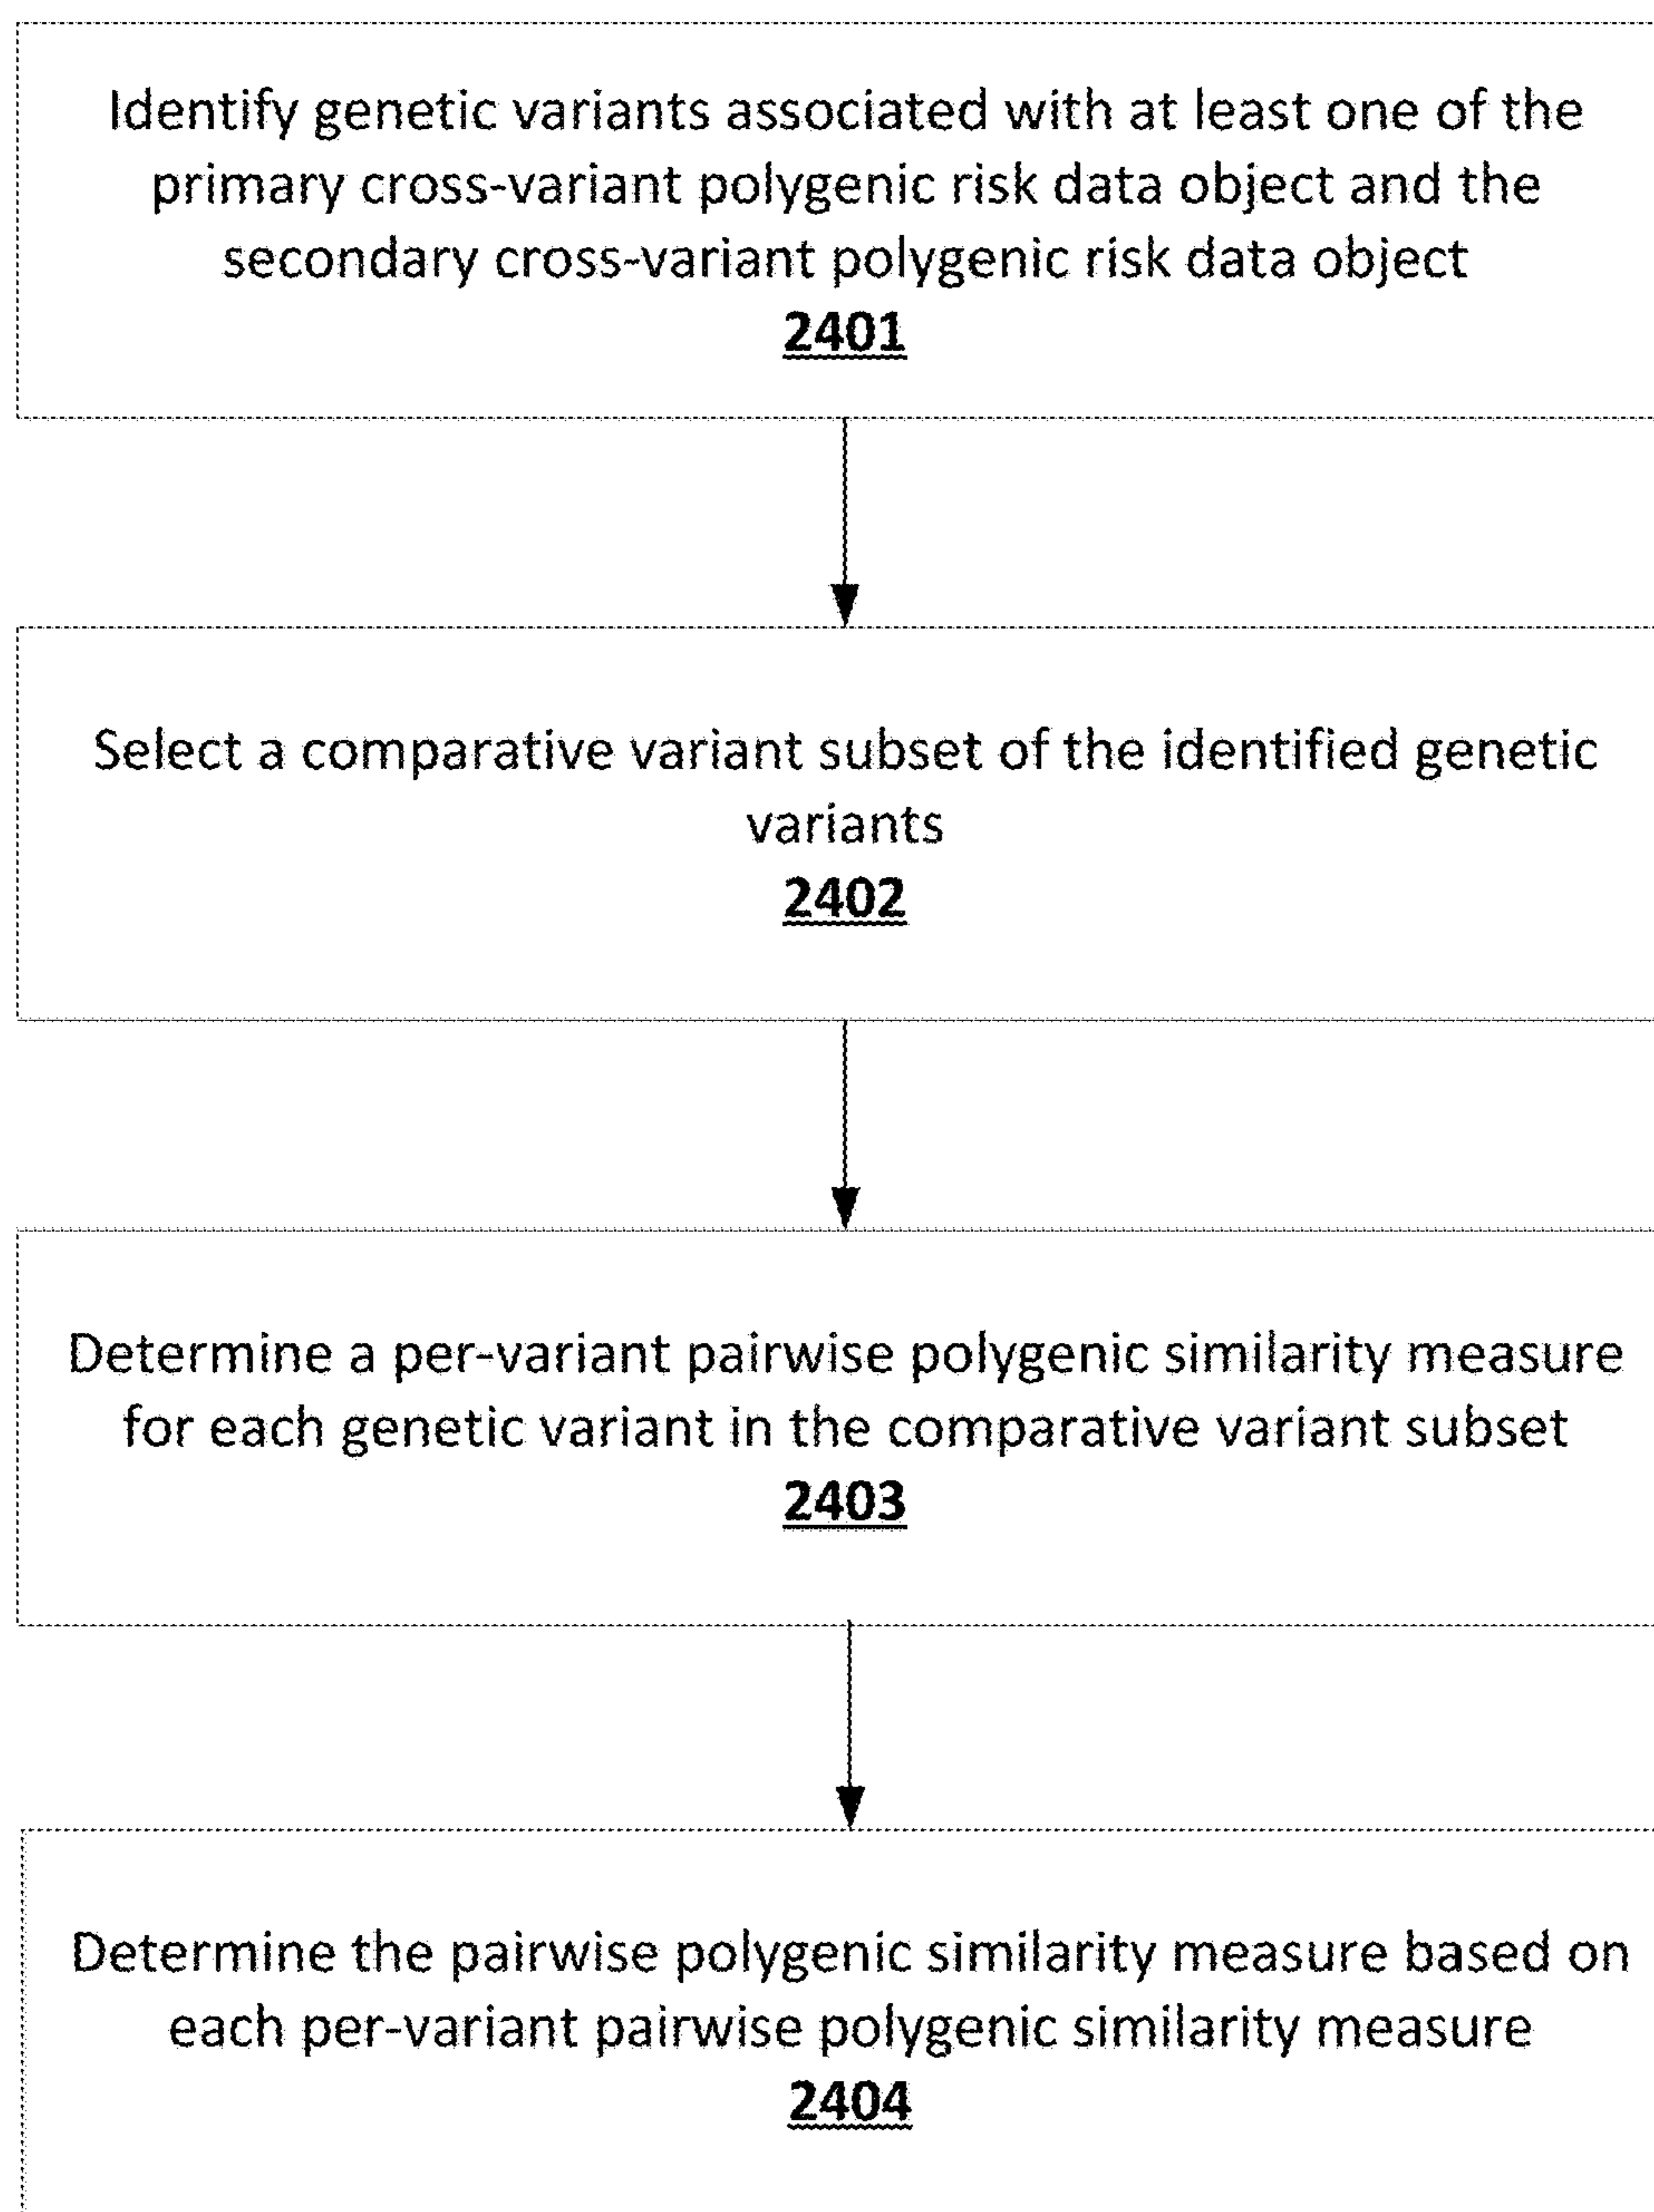 Identify genetic variants associated with at least one of the
primary cross-variant polygenic risk data object and the
secondary cross-variant polygenic risk data object
2401
Select a comparative variant subset of the identified genetic
variants
2402
Determine a per-variant pairwise polygenic similarity measure
for each genetic variant in the comparative variant subset
2403
Determine the pairwise polygenic similarity measure based on
each per-variant pairwise polygenic similarity measure
2404